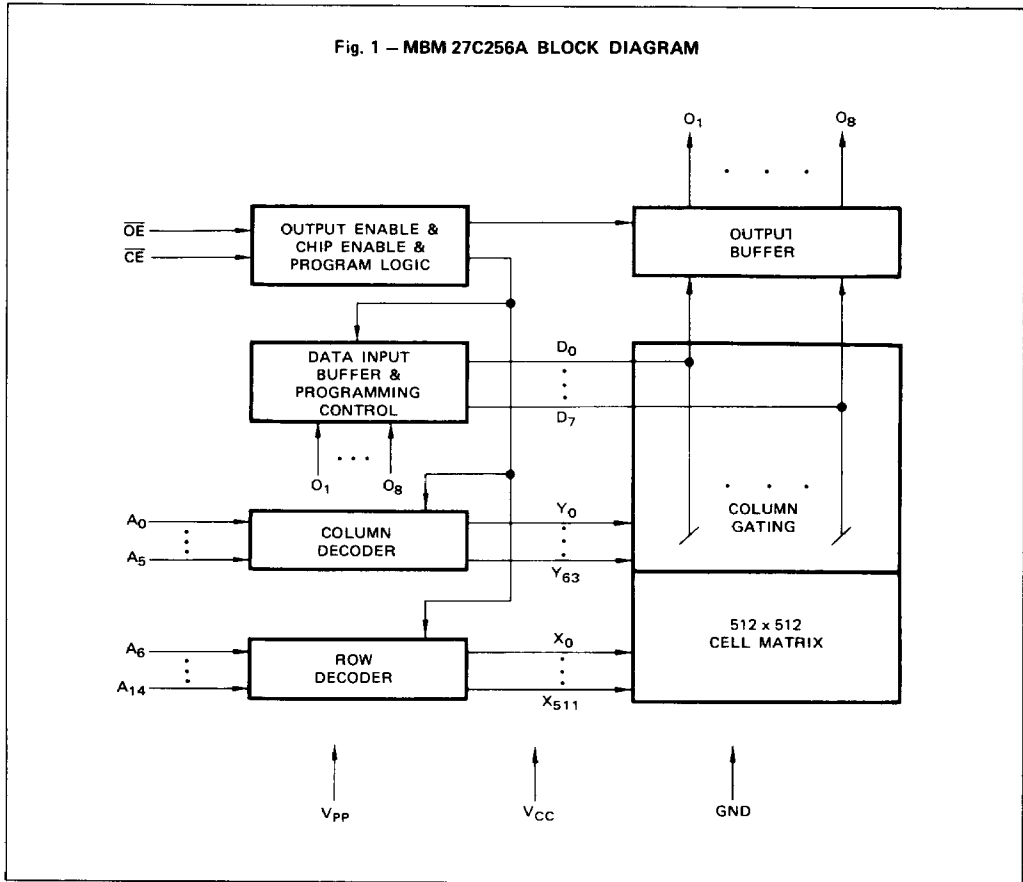 Fig. 1 — MBM 27C256A BLOCK DIAGRAM
O1 O8
. . .
OE
CE
OUTPUT ENABLE &
CHIP ENABLE &
PROGRAM LOGIC
OUTPUT
BUFFER
DATA INPUT
BUFFER &
PROGRAMMING
CONTROL
D0
D7
O1 ... O8
. . .
COLUMN
GATING
A0
A5
COLUMN
DECODER
Y0
Y63
A6
A14
ROW
DECODER
X0
X511
512 x 512
CELL MATRIX
VPP
VCC
GND